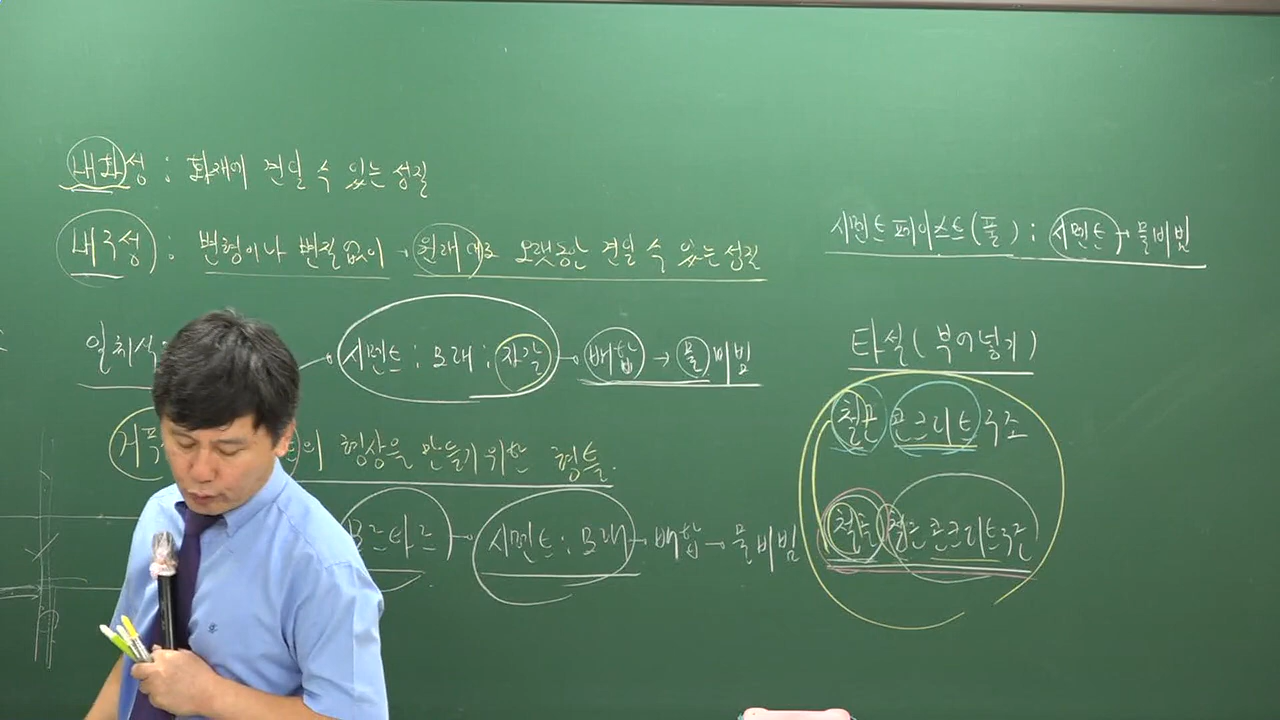 내화성 : 화재에 견딜 수 있는 성질
내구성 : 변형이나 변질없이 → 원래대로 오랫동안 견딜 수 있는 성질
일체식 시멘트 : 모래 : 자갈 → 배합 → 물비빔
거푸 의 형상을 만들기위한 형틀.
모르타르 → 시멘트 : 모래 → 배합 → 물비빔
시멘트페이스트(풀) : 시멘트 → 물비빔
타설(부어넣기)
철근 콘크리트구조
철골 철근콘크리트구조